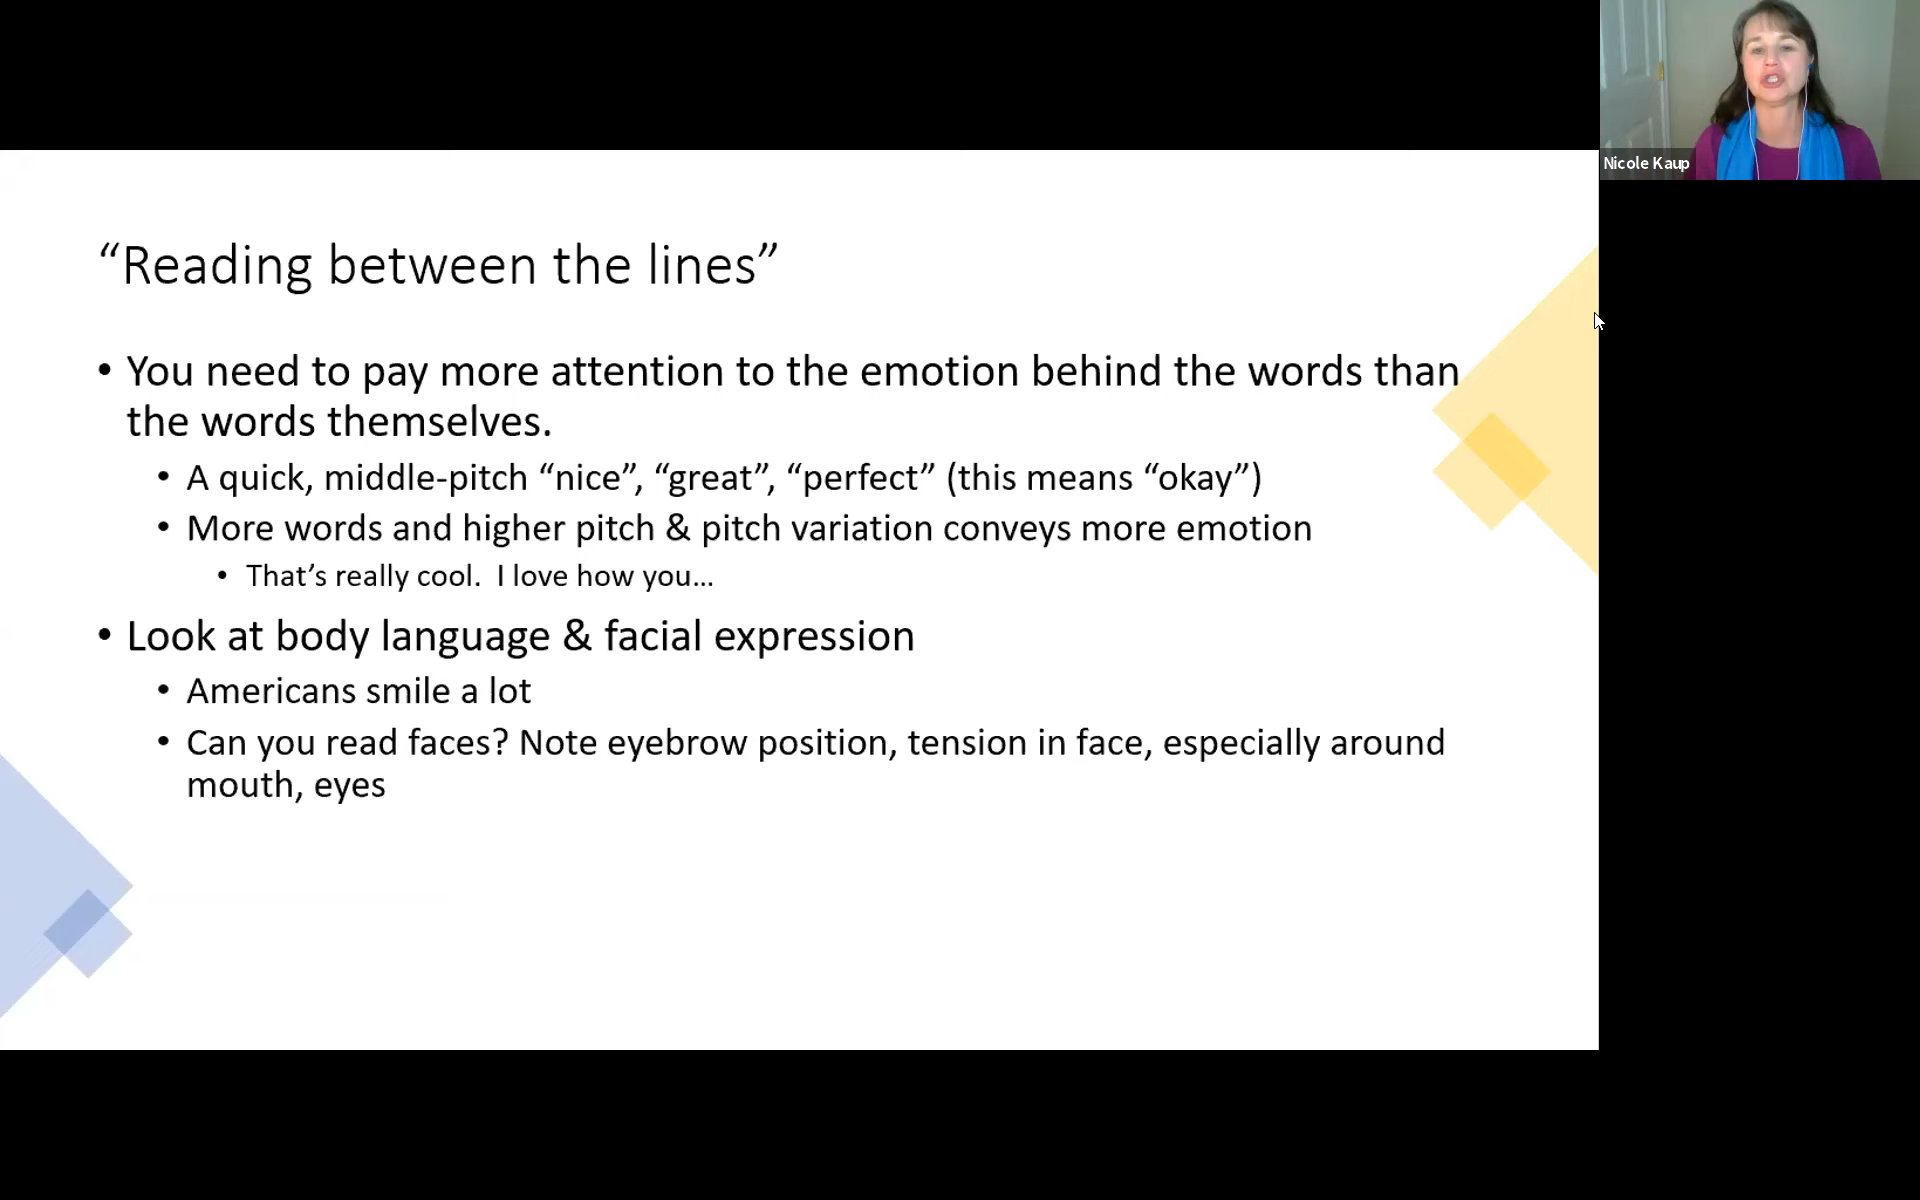 “Reading between the lines”
• You need to pay more attention to the emotion behind the words than
the words themselves.
• A quick, middle-pitch “nice”, “great”, “perfect” (this means “okay”)
• More words and higher pitch & pitch variation conveys more emotion
• That’s really cool.  I love how you…
• Look at body language & facial expression
• Americans smile a lot
• Can you read faces? Note eyebrow position, tension in face, especially around
mouth, eyes
Nicole Kaup